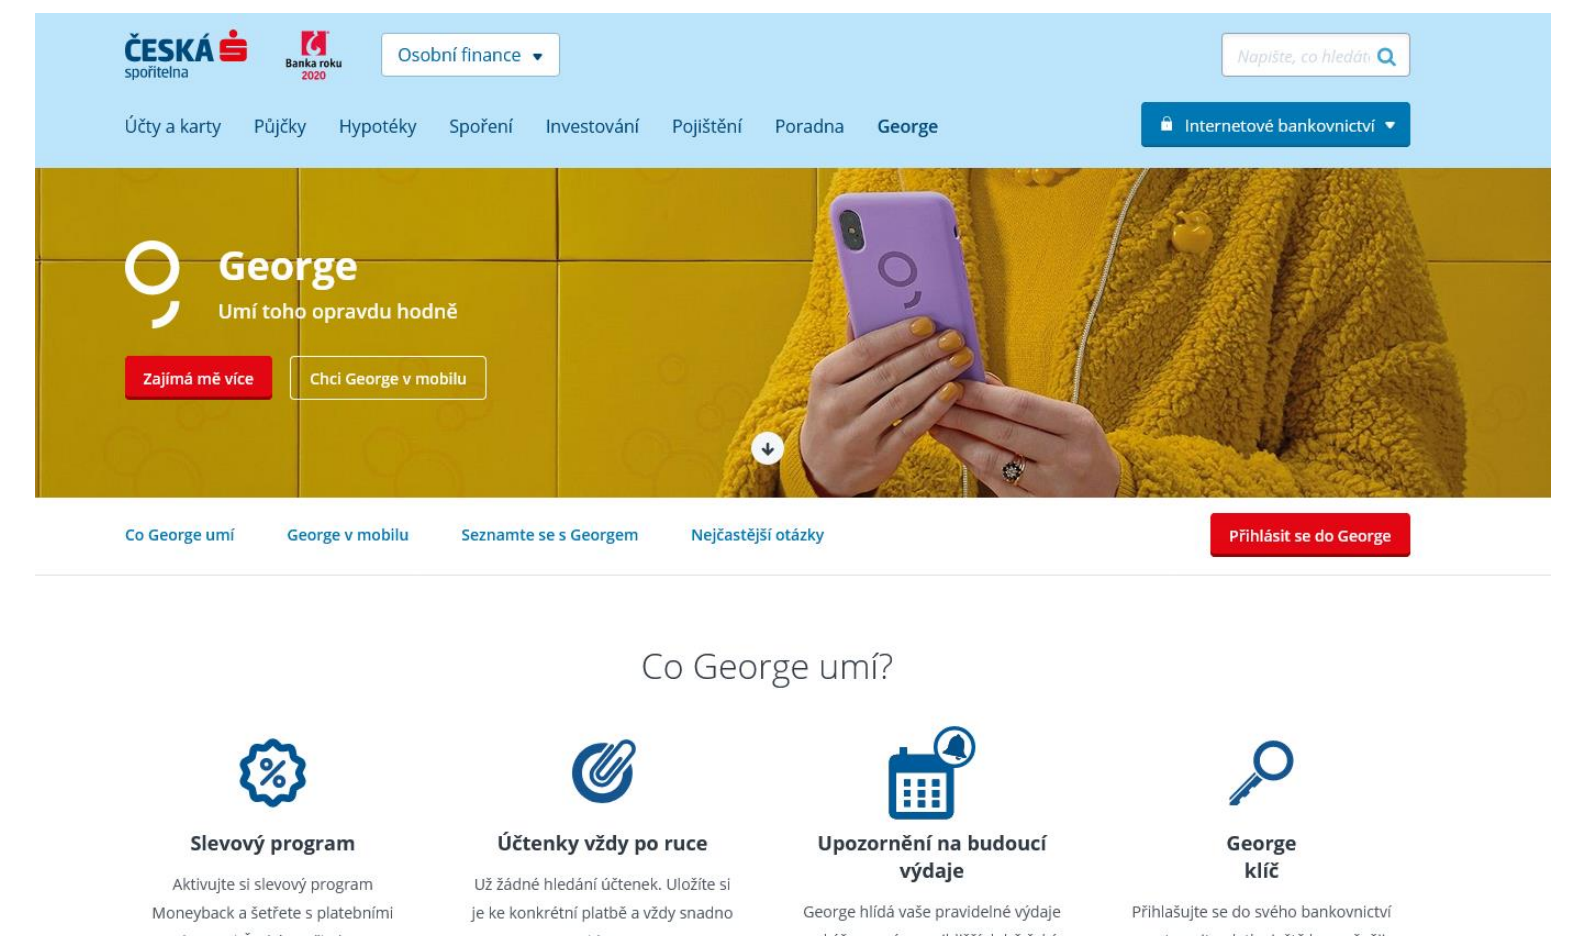 ČESKÁ
spořitelna
Banka roku
2020
Osobní finance
Napište, co hledát
Účty a karty Půjčky Hypotéky Spoření Investování Pojištění Poradna George
Internetové bankovnictví
George
Umí toho opravdu hodně
Zajímá mě více
Chci George v mobilu
Co George umí George v mobilu Seznamte se s Georgem Nejčastější otázky
Přihlásit se do George
Co George umí?
Slevový program
Aktivujte si slevový program
Moneyback a šetřete s platebními
Účtenky vždy po ruce
Už žádné hledání účtenek. Uložíte si
je ke konkrétní platbě a vždy snadno
Upozornění na budoucí
výdaje
George hlídá vaše pravidelné výdaje
George
klíč
Přihlašujte se do svého bankovnictví